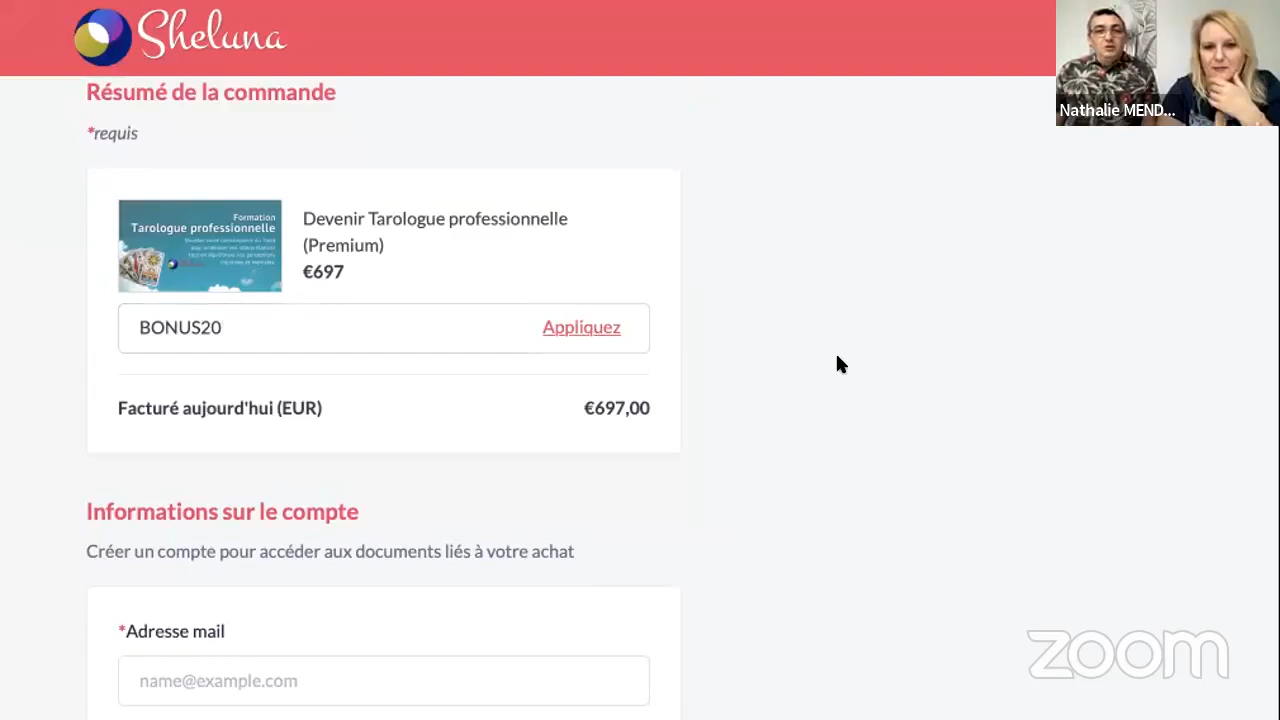 Sheluna
Nathalie MEND...
Résumé de la commande
*requis
Formation
Tarologue professionnelle
Devenir Tarologue professionnelle
(Premium)
€697
BONUS20
Appliquez
Facturé aujourd'hui (EUR)
€697,00
Informations sur le compte
Créer un compte pour accéder aux documents liés à votre achat
*Adresse mail
name@example.com
zoom